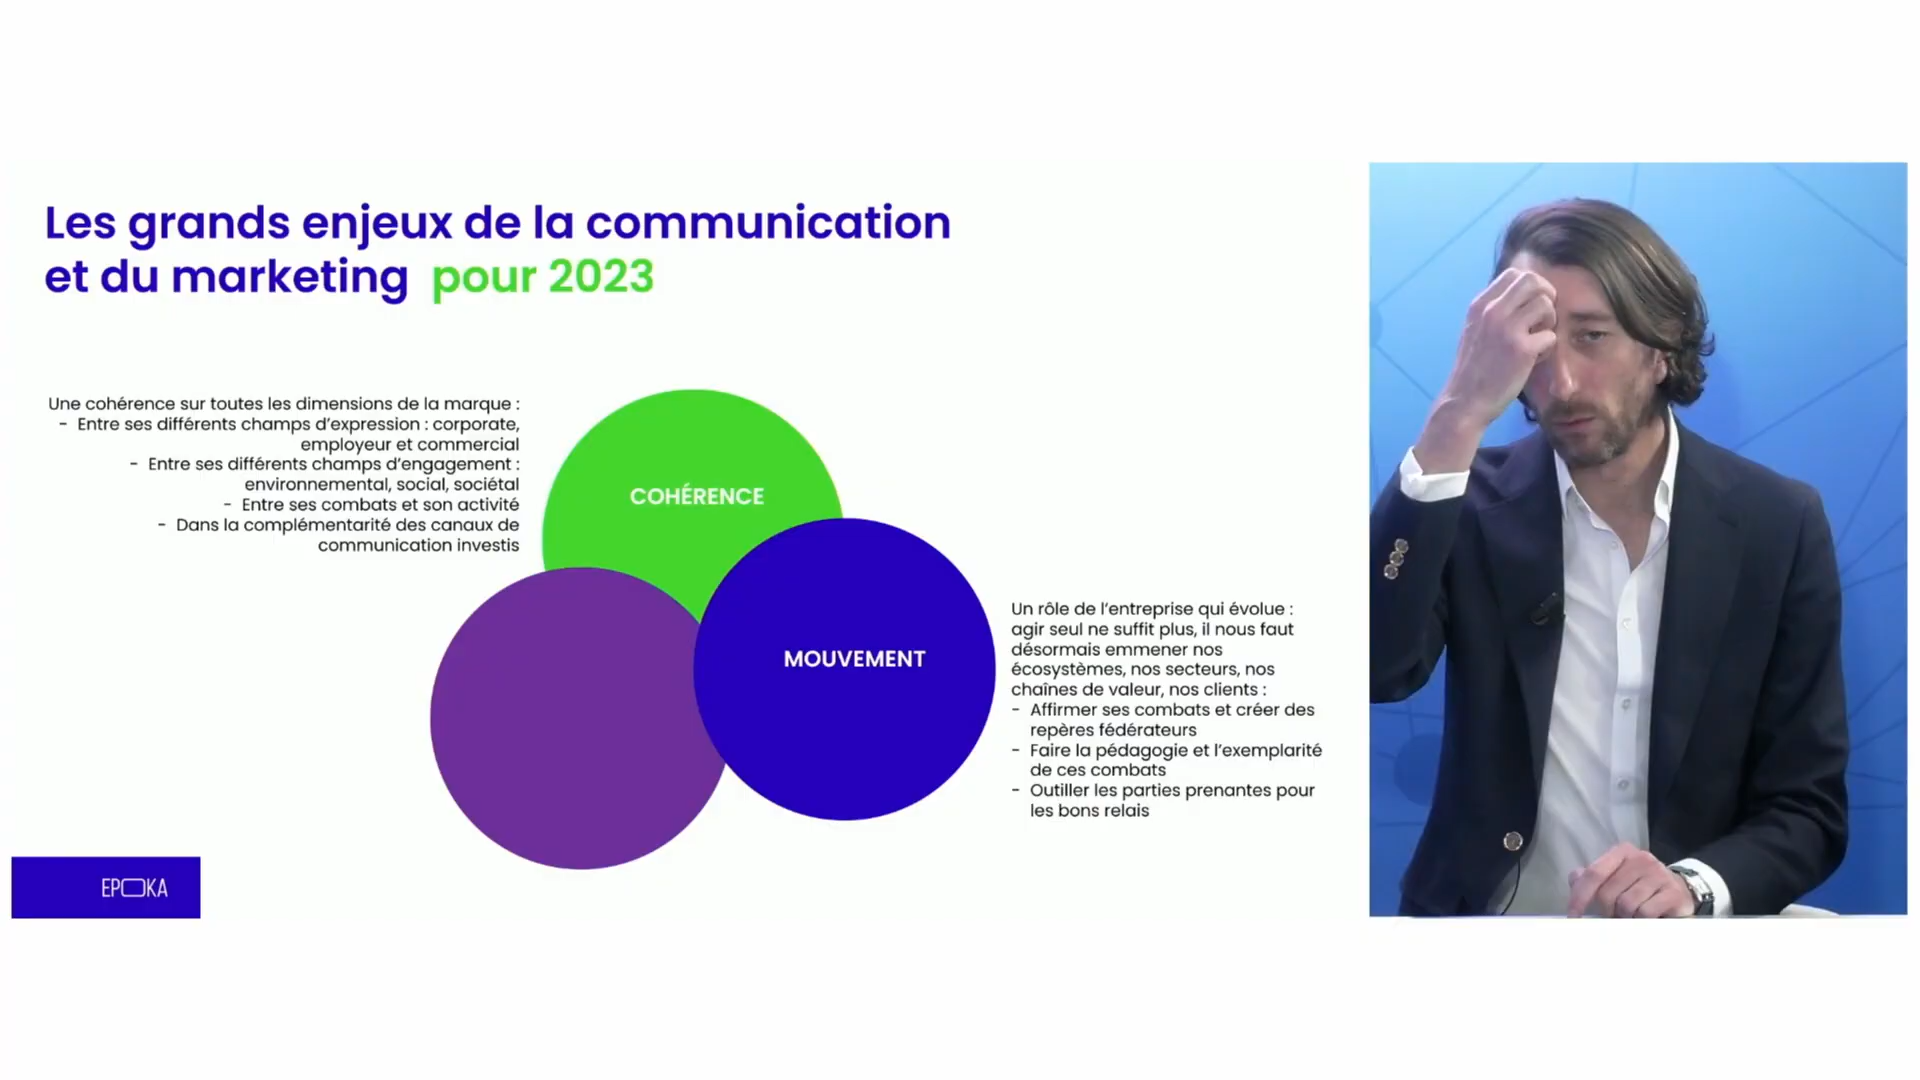 Les grands enjeux de la communication
et du marketing pour 2023
Une cohérence sur toutes les dimensions de la marque :
- Entre ses différents champs d'expression : corporate,
employeur et commercial
- Entre ses différents champs d'engagement :
environnemental, social, sociétal
- Entre ses combats et son activité
- Dans la complémentarité des canaux de
communication investis
COHÉRENCE
MOUVEMENT
Un rôle de l'entreprise qui évolue :
agir seul ne suffit plus, il nous faut
désormais emmener nos
écosystèmes, nos secteurs, nos
chaînes de valeur, nos clients :
- Affirmer ses combats et créer des
repères fédérateurs
- Faire la pédagogie et l'exemplarité
de ces combats
- Outiller les parties prenantes pour
les bons relais
EPOKA